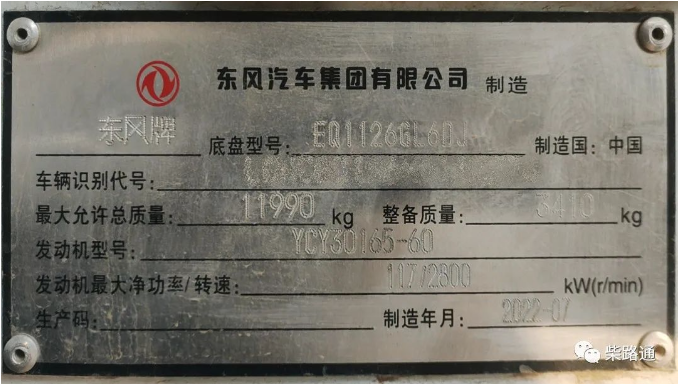 东风汽车集团有限公司 制造
东风牌 底盘型号: EQ1126GL6DJ 制造国: 中国
车辆识别代号:
最大允许总质量: 11990 kg 整备质量: 3410 kg
发动机型号: YCY30165-60
发动机最大净功率/转速: 117/2800 kW(r/min)
生产码: 制造年月: 2022-07
柴路通